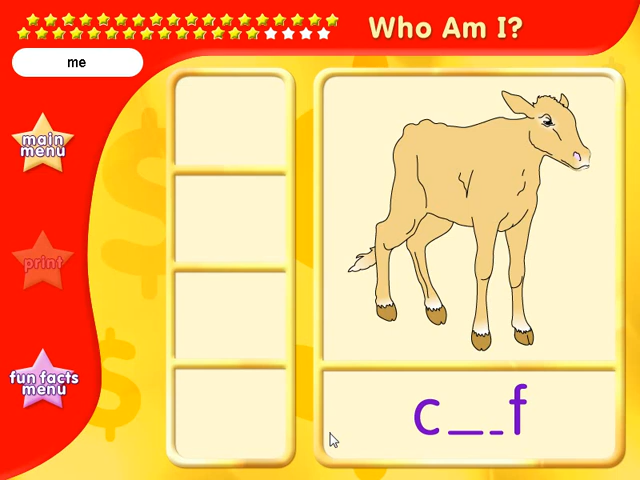 Who Am I?
me
main
menu
print
fun facts
menu
c__f